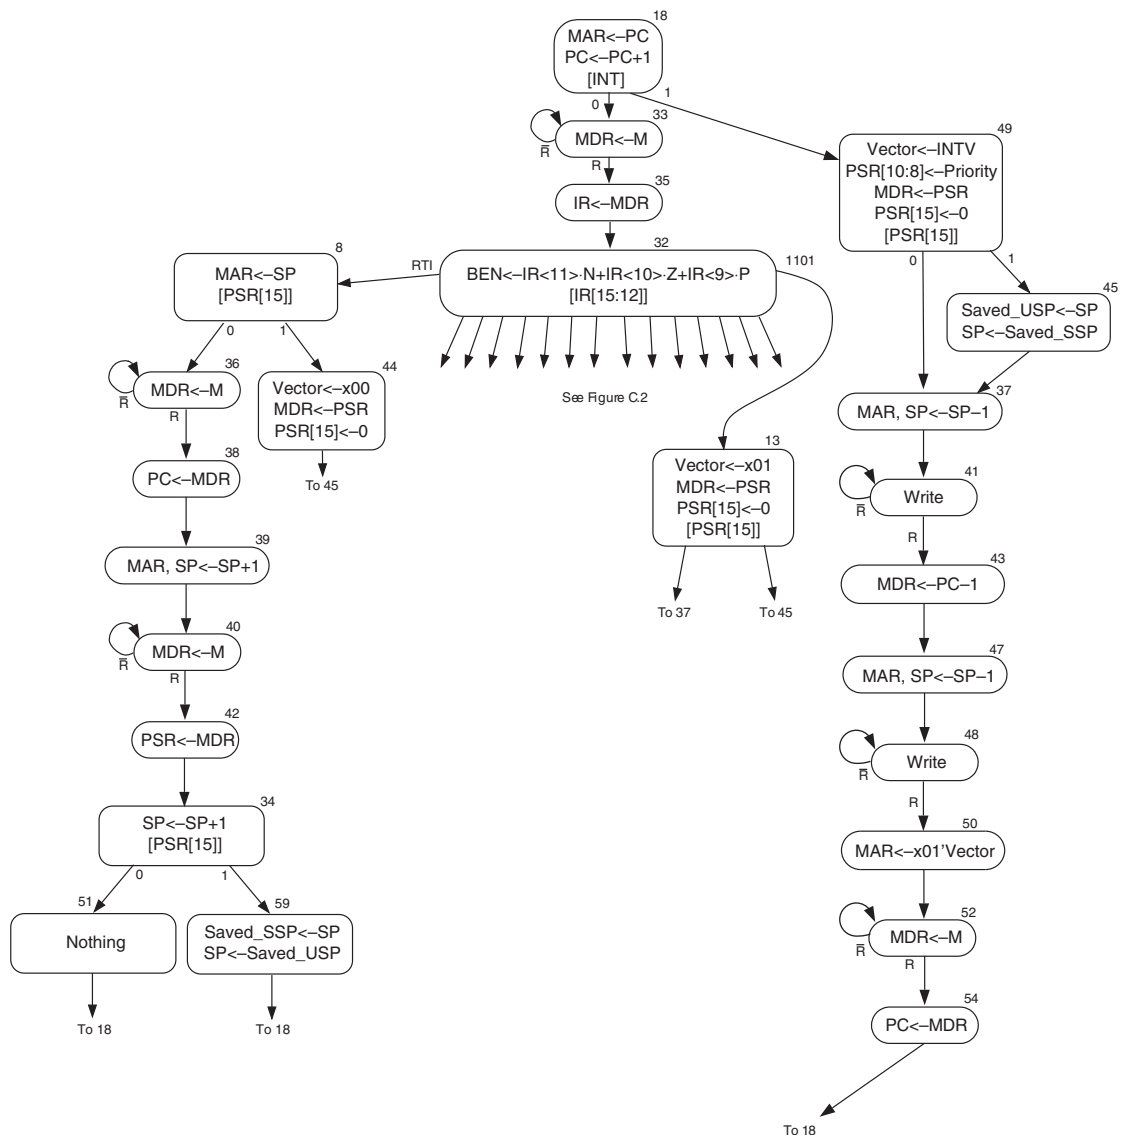 18
MAR<–PC
PC<–PC+1
[INT]
0
1
33
MDR<–M
R̅
R
35
IR<–MDR
49
Vector<–INTV
PSR[10:8]<–Priority
MDR<–PSR
PSR[15]<–0
[PSR[15]]
0
1
32
BEN<–IR<11>·N+IR<10>·Z+IR<9>·P
[IR[15:12]]
RTI
1101
See Figure C.2
8
MAR<–SP
[PSR[15]]
0
1
36
MDR<–M
R̅
R
44
Vector<–x00
MDR<–PSR
PSR[15]<–0
To 45
38
PC<–MDR
39
MAR, SP<–SP+1
40
MDR<–M
R̅
R
42
PSR<–MDR
34
SP<–SP+1
[PSR[15]]
0
1
51
Nothing
To 18
59
Saved_SSP<–SP
SP<–Saved_USP
To 18
13
Vector<–x01
MDR<–PSR
PSR[15]<–0
[PSR[15]]
To 37
To 45
45
Saved_USP<–SP
SP<–Saved_SSP
37
MAR, SP<–SP–1
41
Write
R̅
R
43
MDR<–PC–1
47
MAR, SP<–SP–1
48
Write
R̅
R
50
MAR<–x01'Vector
52
MDR<–M
R̅
R
54
PC<–MDR
To 18